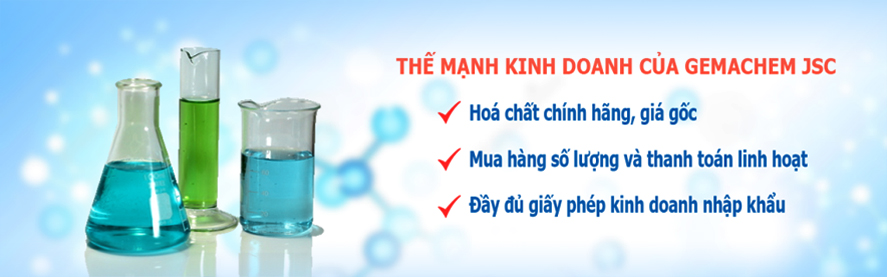 THẾ MẠNH KINH DOANH CỦA GEMACHEM JSC
Hoá chất chính hãng, giá gốc
Mua hàng số lượng và thanh toán linh hoạt
Đầy đủ giấy phép kinh doanh nhập khẩu